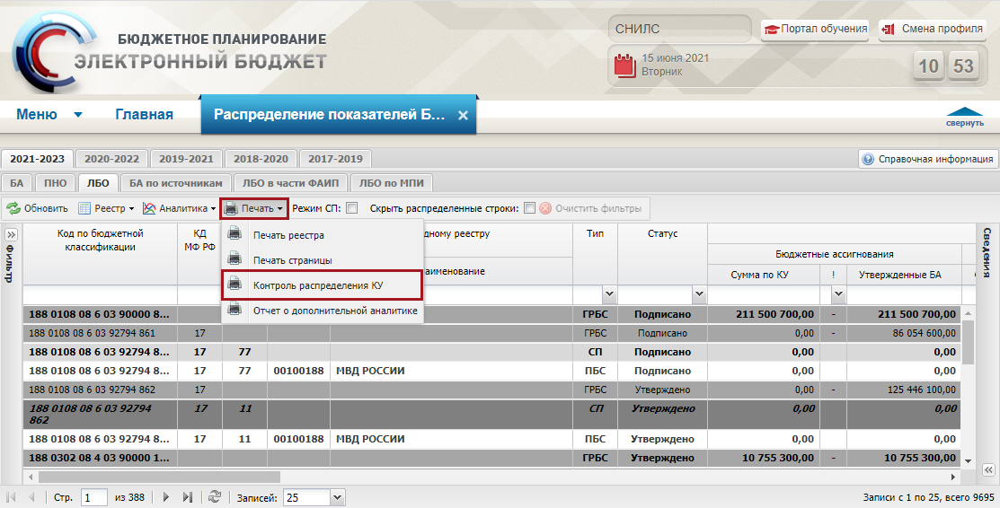 БЮДЖЕТНОЕ ПЛАНИРОВАНИЕ
ЭЛЕКТРОННЫЙ БЮДЖЕТ
СНИЛС
Портал обучения
Смена профиля
15 июня 2021
Вторник
10 53
Меню Главная Распределение показателей Б... ×
свернуть
2021-2023 2020-2022 2019-2021 2018-2020 2017-2019 Справочная информация
БА ПНО ЛБО БА по источникам ЛБО в части ФАИП ЛБО по МПИ
Обновить Реестр Аналитика Печать Режим СП: Скрыть распределенные строки: Очистить фильтры
Печать реестра
Печать страницы
Контроль распределения КУ
Отчет о дополнительной аналитике
Фильтр
Сведения
Код по бюджетной классификации
КД МФ РФ
дному реестру
аименование
Тип
Статус
Бюджетные ассигнования
Сумма по КУ ! Утвержденные БА
188 0108 08 6 03 90000 8... ГРБС Подписано 211 500 700,00 - 211 500 700,00
188 0108 08 6 03 92794 861 17 ГРБС Подписано 0,00 - 86 054 600,00
188 0108 08 6 03 92794 8... 17 77 СП Подписано 0,00 0,00
188 0108 08 6 03 92794 8... 17 77 00100188 МВД РОССИИ ПБС Подписано 0,00 0,00
188 0108 08 6 03 92794 862 17 ГРБС Утверждено 0,00 - 125 446 100,00
188 0108 08 6 03 92794 862 17 11 СП Утверждено 0,00 0,00
188 0108 08 6 03 92794 8... 17 11 00100188 МВД РОССИИ ПБС Утверждено 0,00 0,00
188 0302 08 4 03 90000 1... ГРБС Утверждено 10 755 300,00 - 10 755 300,00
Стр. 1 из 388 Записей: 25 Записи с 1 по 25, всего 9695